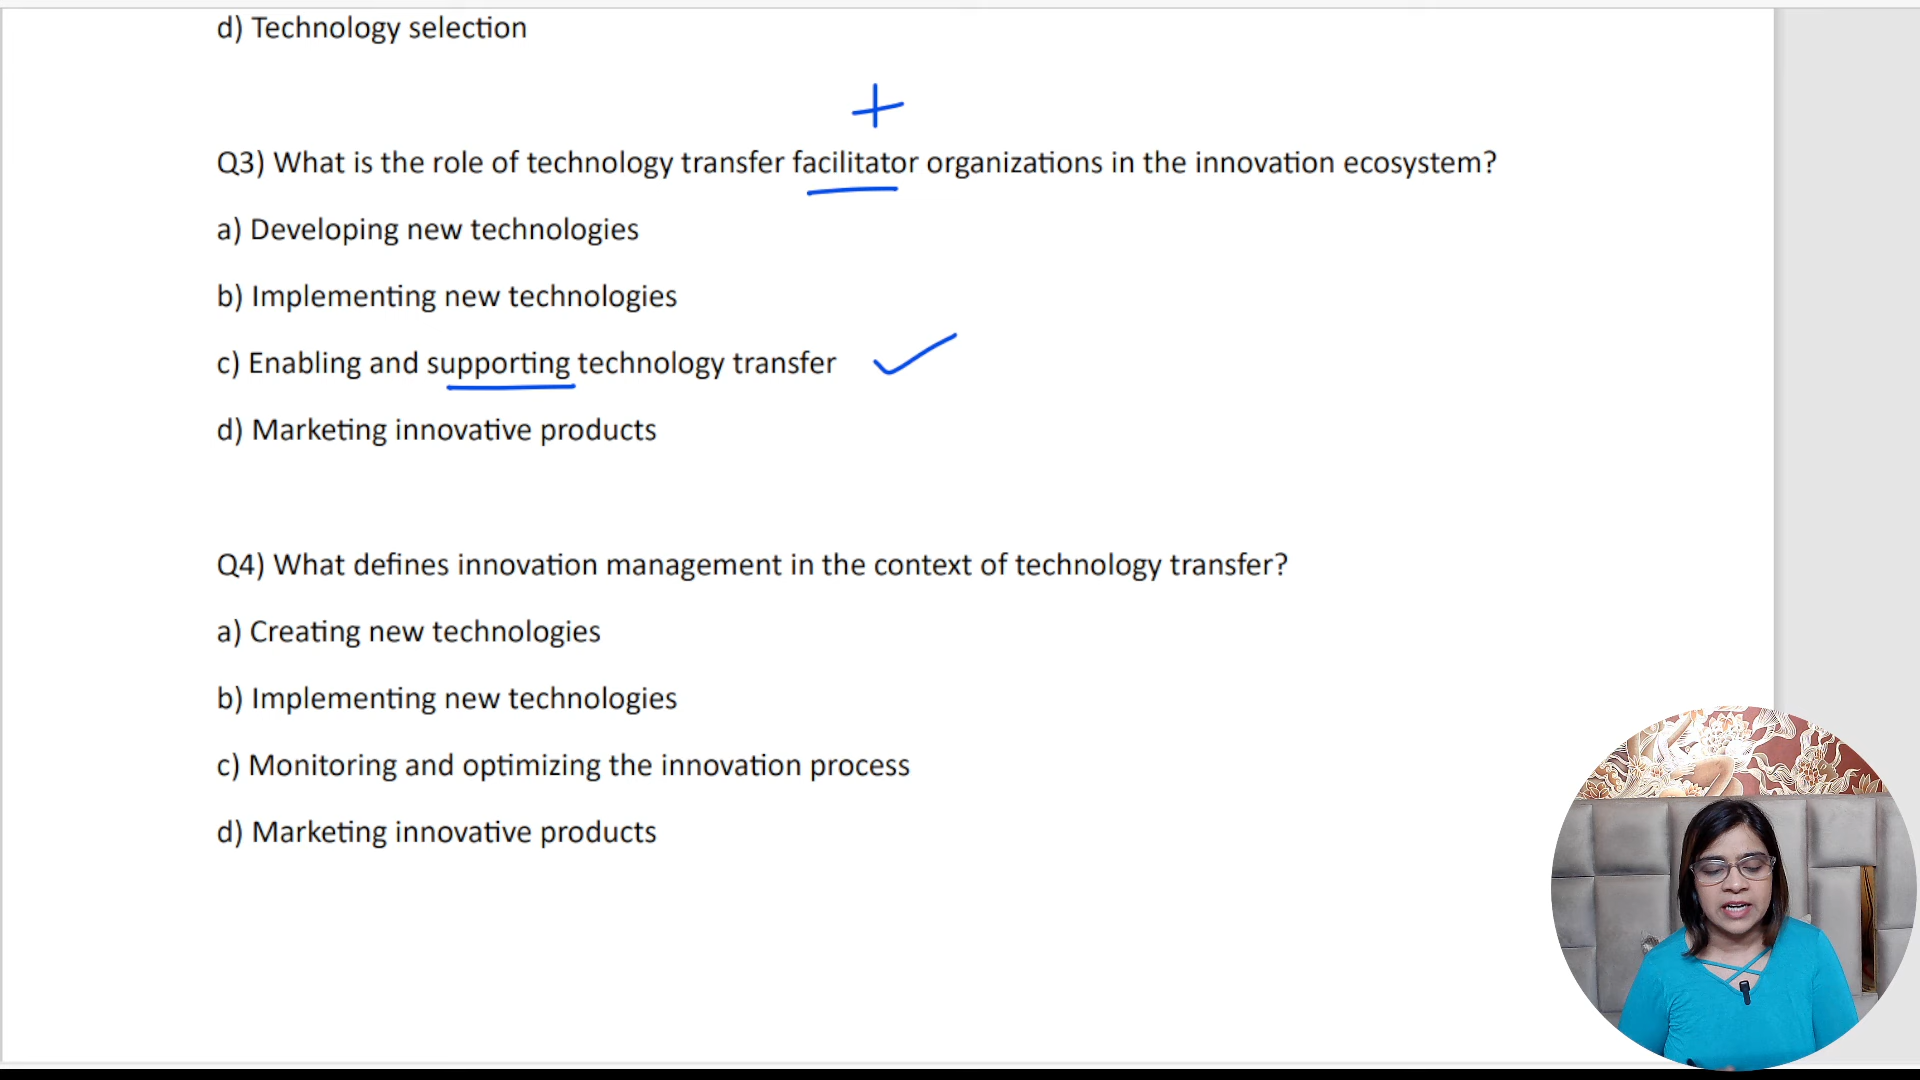 d) Technology selection
Q3) What is the role of technology transfer facilitator organizations in the innovation ecosystem?
a) Developing new technologies
b) Implementing new technologies
c) Enabling and supporting technology transfer
d) Marketing innovative products
Q4) What defines innovation management in the context of technology transfer?
a) Creating new technologies
b) Implementing new technologies
c) Monitoring and optimizing the innovation process
d) Marketing innovative products